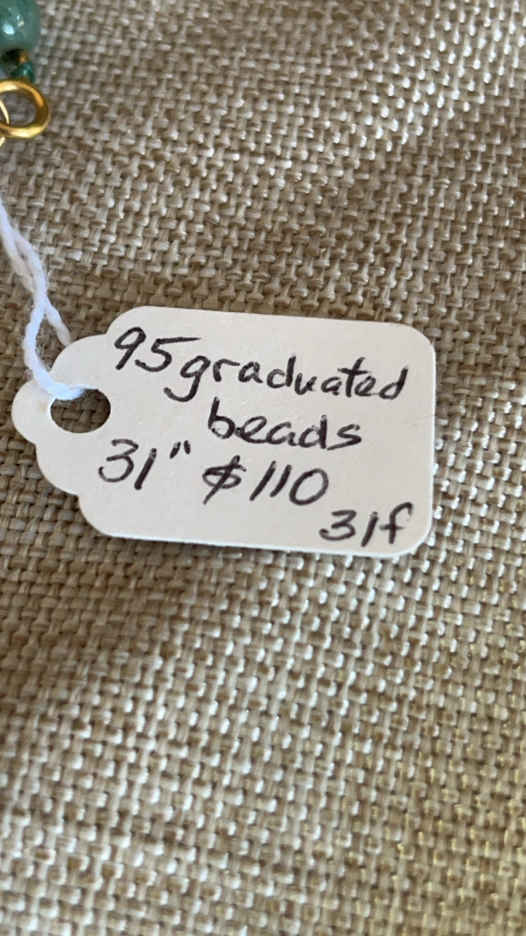 95 graduated
beads
31" $110
31f